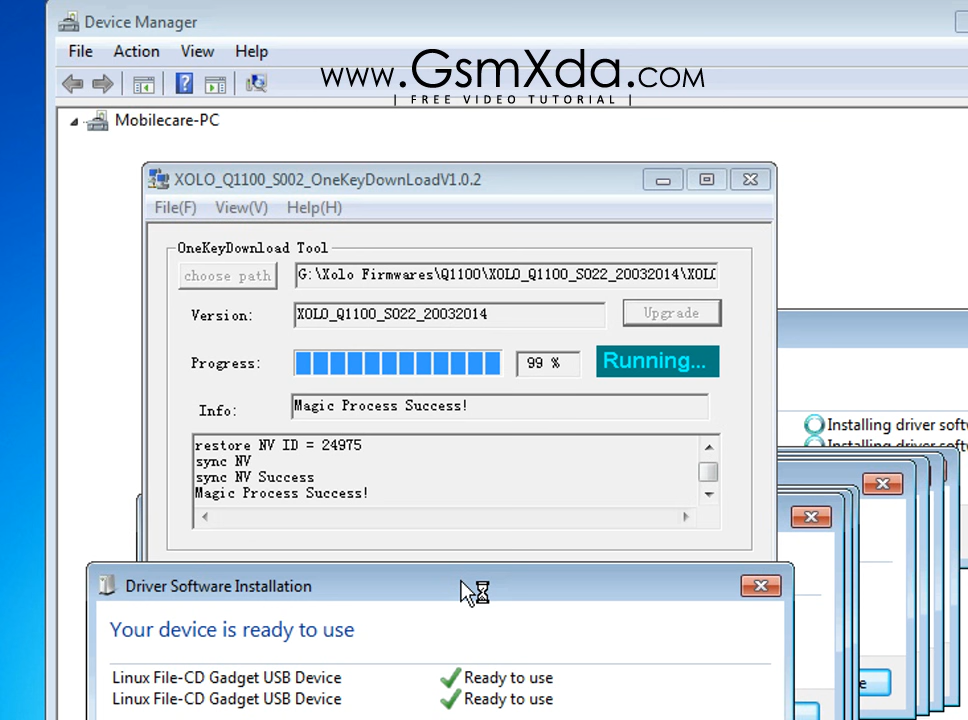 Device Manager
File Action View Help
www.GsmXda.com
| FREE VIDEO TUTORIAL |
Mobilecare-PC
XOLO_Q1100_S002_OneKeyDownLoadV1.0.2
File(F) View(V) Help(H)
OneKeyDownload Tool
choose path G:\Xolo Firmwares\Q1100\XOLO_Q1100_S022_20032014\XOLO
Version: XOLO_Q1100_S022_20032014 Upgrade
Progress: 99 % Running...
Info: Magic Process Success!
restore NV ID = 24975
sync NV
sync NV Success
Magic Process Success!
Installing driver softw
Installing driver softw
Driver Software Installation
Your device is ready to use
Linux File-CD Gadget USB Device Ready to use
Linux File-CD Gadget USB Device Ready to use